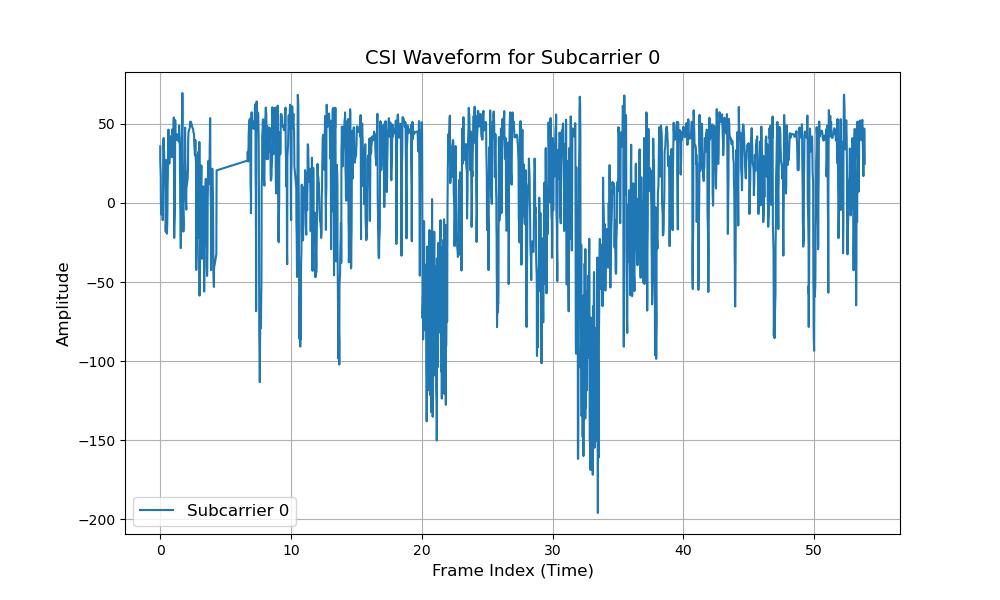 CSI Waveform for Subcarrier 0
50
0
−50
−100
−150
−200
Amplitude
Subcarrier 0
0 10 20 30 40 50
Frame Index (Time)